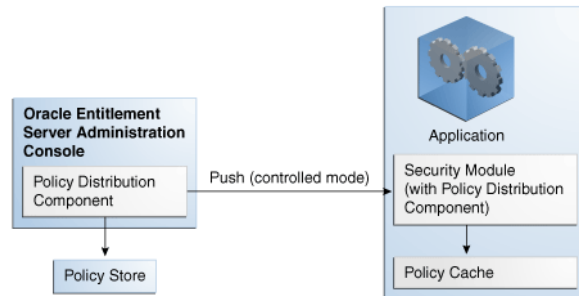 Oracle Entitlement
Server Administration
Console
Policy Distribution
Component
Policy Store
Push (controlled mode)
Application
Security Module
(with Policy Distribution
Component)
Policy Cache